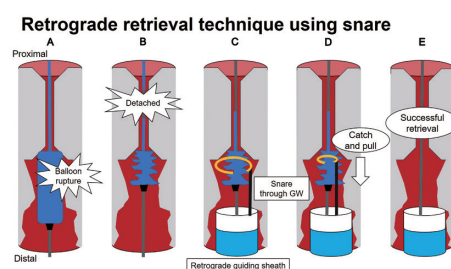 Retrograde retrieval technique using snare
A B C D E
Proximal
Detached
Successful
retrieval
Catch
and pull
Balloon
rupture
Snare
through GW
Distal
Retrograde guiding sheath